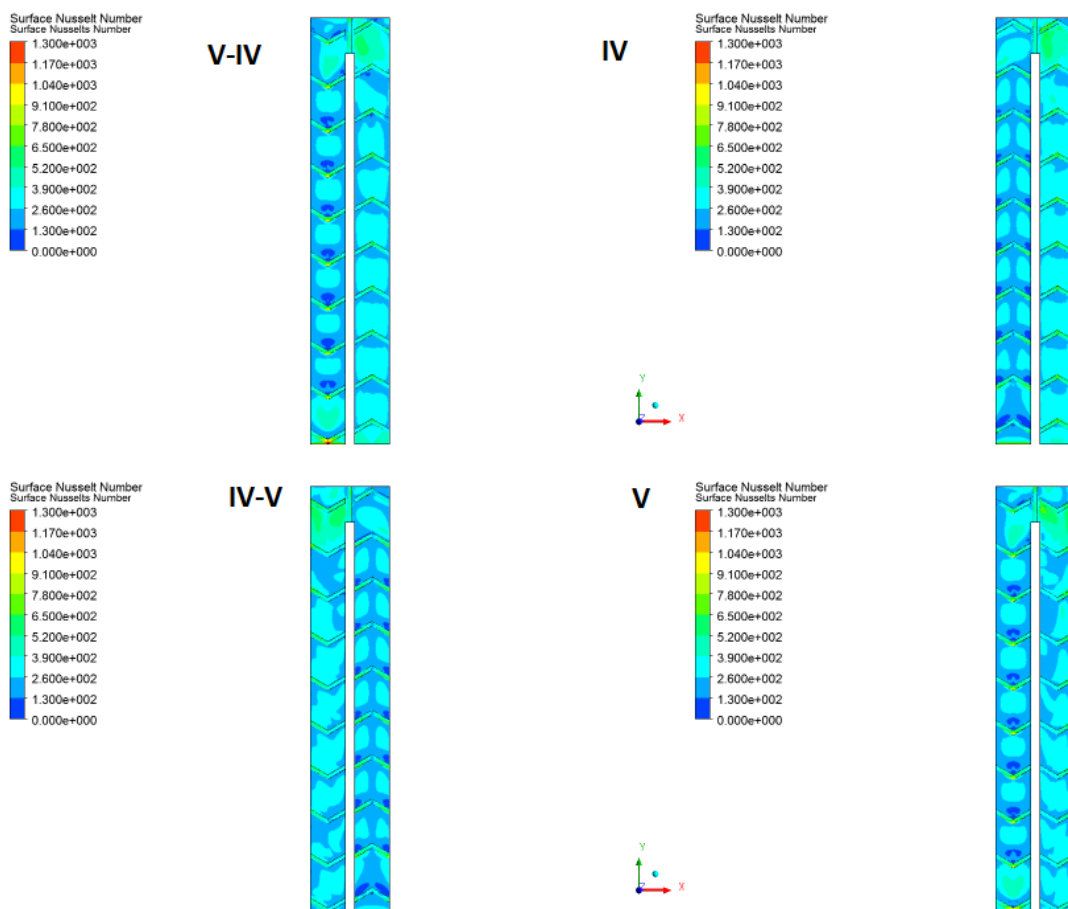 Surface Nusselt Number
Surface Nusselts Number
1.300e+003
1.170e+003
1.040e+003
9.100e+002
7.800e+002
6.500e+002
5.200e+002
3.900e+002
2.600e+002
1.300e+002
0.000e+000
V-IV
IV
Surface Nusselt Number
Surface Nusselts Number
1.300e+003
1.170e+003
1.040e+003
9.100e+002
7.800e+002
6.500e+002
5.200e+002
3.900e+002
2.600e+002
1.300e+002
0.000e+000
Y
Z
X
Surface Nusselt Number
Surface Nusselts Number
1.300e+003
1.170e+003
1.040e+003
9.100e+002
7.800e+002
6.500e+002
5.200e+002
3.900e+002
2.600e+002
1.300e+002
0.000e+000
IV-V
V
Surface Nusselt Number
Surface Nusselts Number
1.300e+003
1.170e+003
1.040e+003
9.100e+002
7.800e+002
6.500e+002
5.200e+002
3.900e+002
2.600e+002
1.300e+002
0.000e+000
Y
Z
X